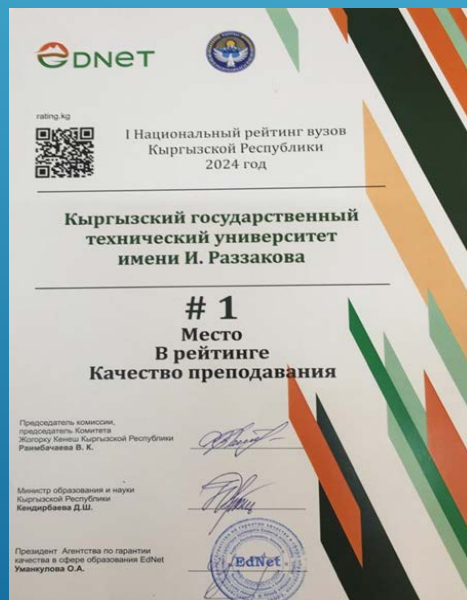 EDNET
rating.kg
I Национальный рейтинг вузов
Кыргызской Республики
2024 год
Кыргызский государственный
технический университет
имени И. Раззакова
# 1
Место
В рейтинге
Качество преподавания
Председатель комиссии,
председатель Комитета
Жогорку Кенеш Кыргызской Республики
Раимбачаева В. К.
Министр образования и науки
Кыргызской Республики
Кендирбаева Д.Ш.
Президент Агентства по гарантии
качества в сфере образования EdNet
Уманкулова О.А.
EdNet